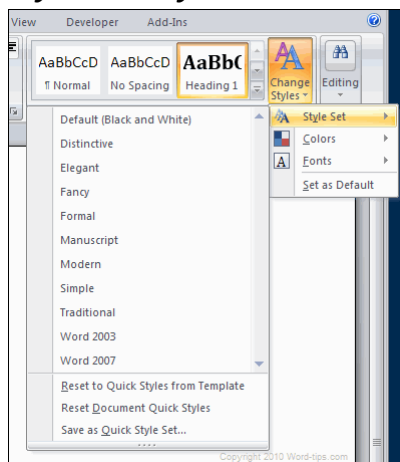 View Developer Add-Ins
AaBbCcD AaBbCcD AaBb(
¶ Normal No Spacing Heading 1
Change Styles
Editing
Style Set
Colors
Fonts
Set as Default
Default (Black and White)
Distinctive
Elegant
Fancy
Formal
Manuscript
Modern
Simple
Traditional
Word 2003
Word 2007
Reset to Quick Styles from Template
Reset Document Quick Styles
Save as Quick Style Set...
Copyright 2010 Word-tips.com